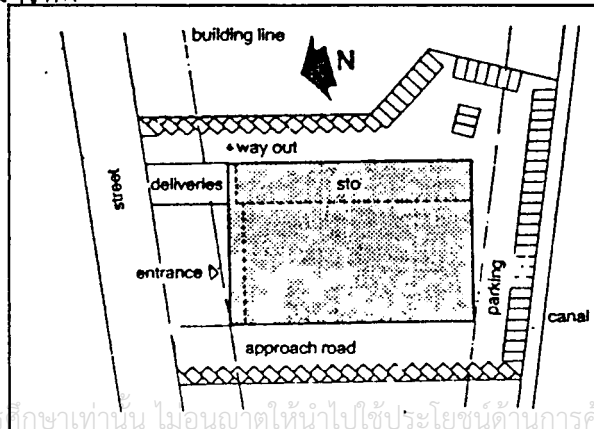 building line
N
way out
deliveries
sto
street
entrance
parking
canal
approach road
ศึกษาเท่านั้น ไม่อนุญาตให้นำไปใช้ประโยชน์ด้านการค้